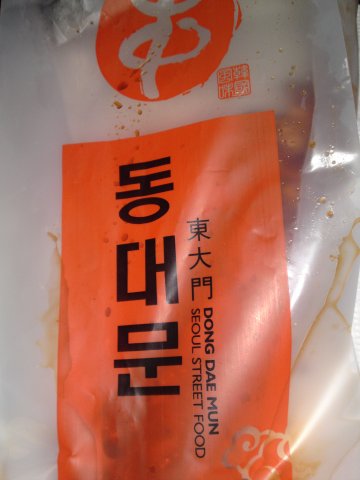 동대문
東大門
DONG DAE MUN
SEOUL STREET FOOD